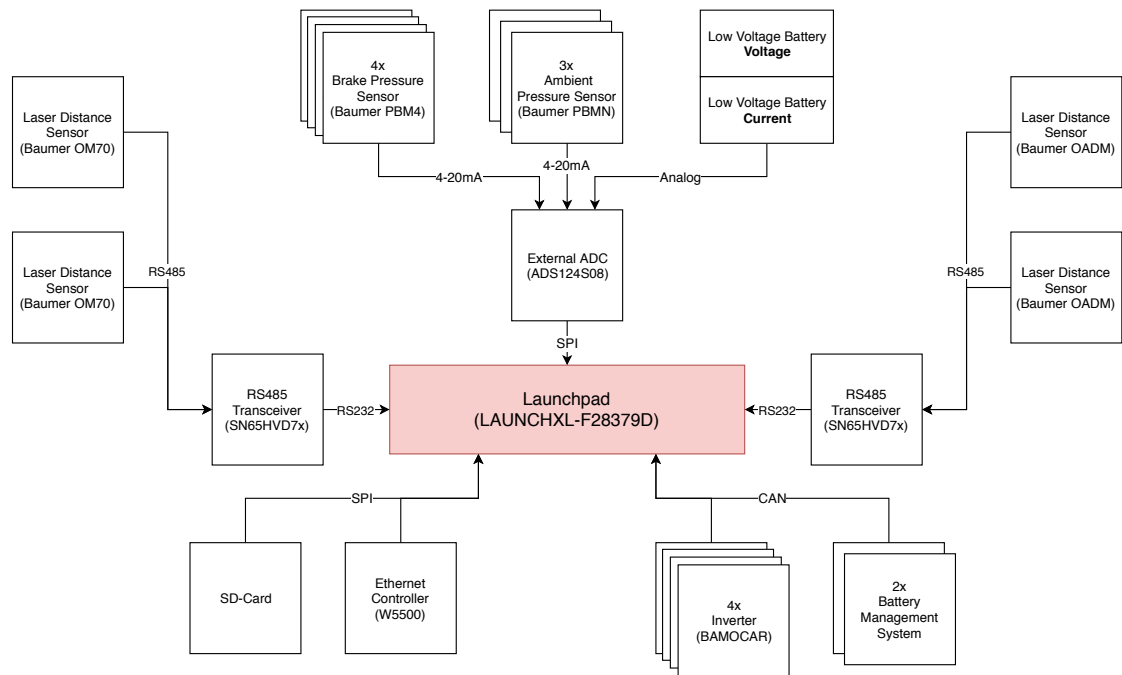 4x
Brake Pressure
Sensor
(Baumer PBM4)
3x
Ambient
Pressure Sensor
(Baumer PBMN)
Low Voltage Battery
Voltage
Low Voltage Battery
Current
Laser Distance
Sensor
(Baumer OM70)
Laser Distance
Sensor
(Baumer OADM)
4-20mA
4-20mA
Analog
External ADC
(ADS124S08)
Laser Distance
Sensor
(Baumer OM70)
RS485
RS485
Laser Distance
Sensor
(Baumer OADM)
SPI
RS485
Transceiver
(SN65HVD7x)
RS232
Launchpad
(LAUNCHXL-F28379D)
RS232
RS485
Transceiver
(SN65HVD7x)
SPI
CAN
SD-Card
Ethernet
Controller
(W5500)
4x
Inverter
(BAMOCAR)
2x
Battery
Management
System